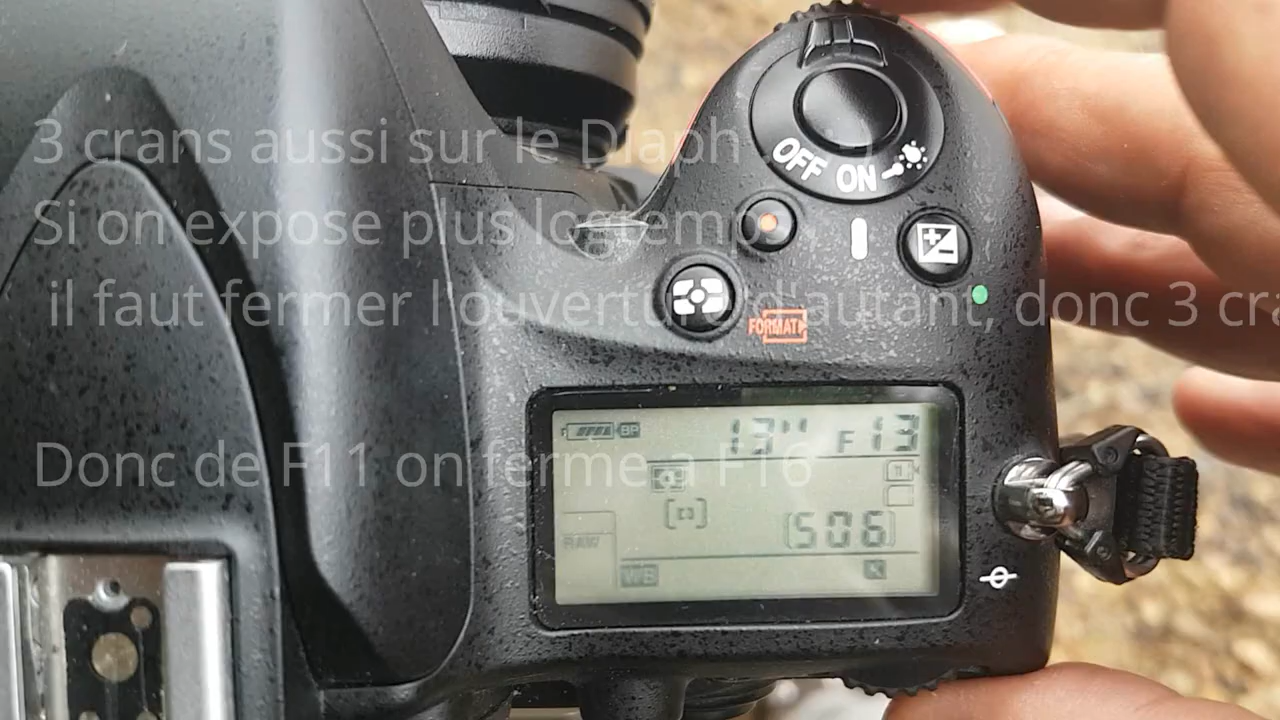 3 crans aussi sur le Diaph
Si on expose plus longtemps
il faut fermer l'ouverture d'autant, donc 3 cra
Donc de F11 on ferme a F16
OFF ON
FORMAT
BP 13" F13
[506]
RAW
WB